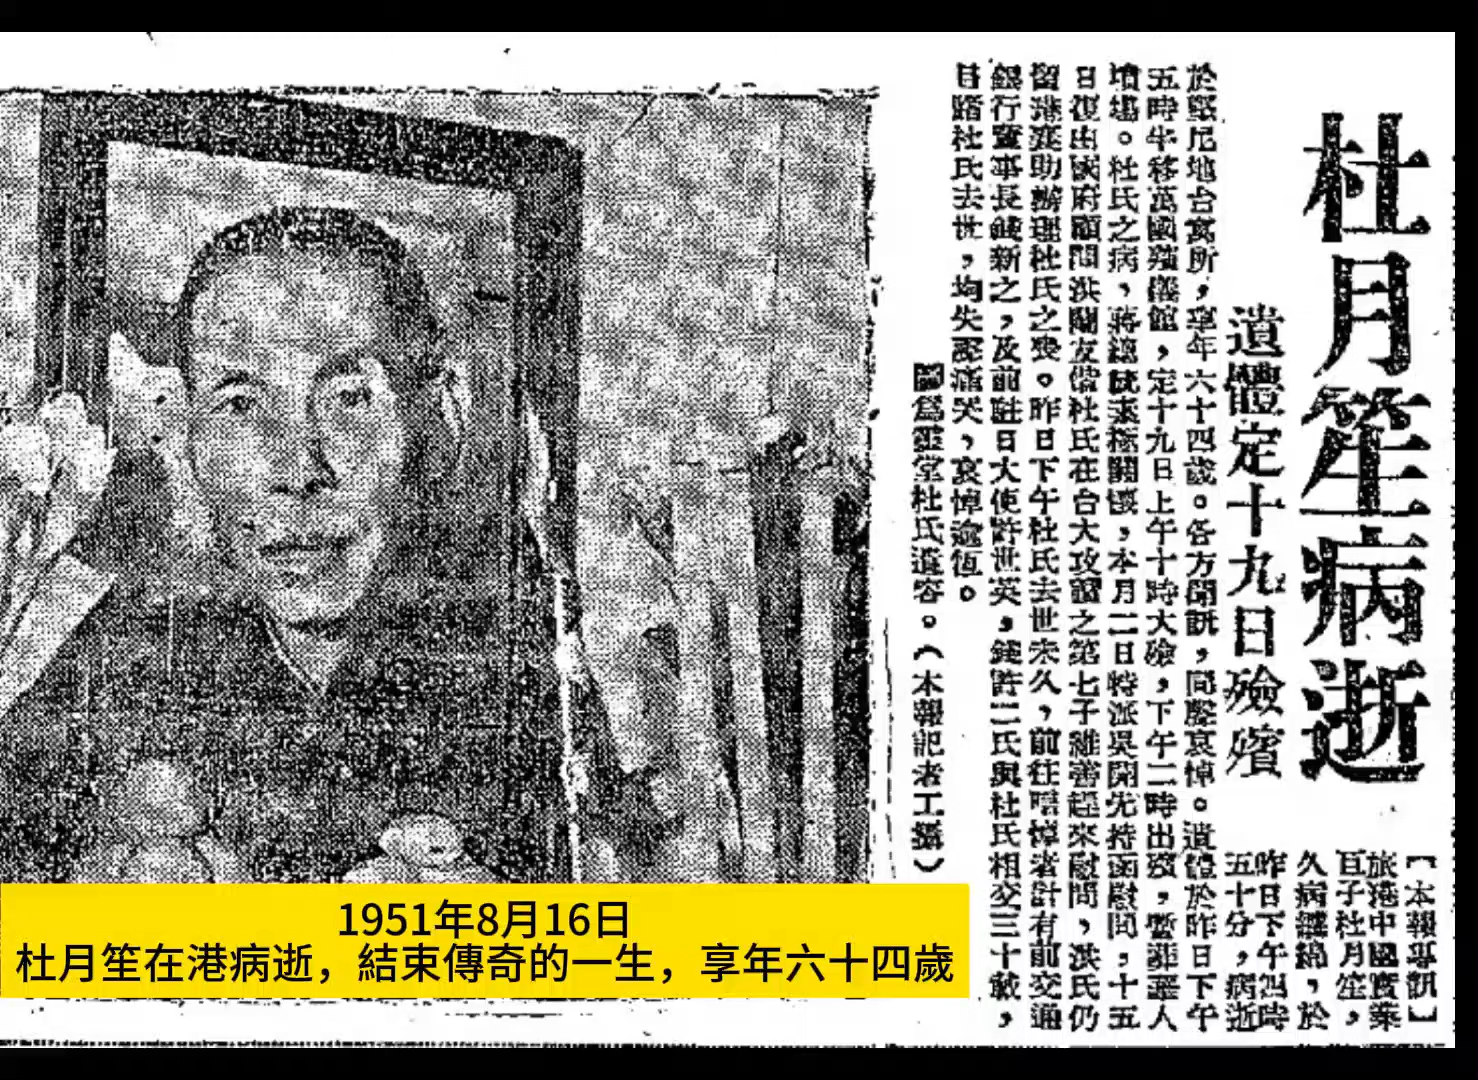 杜月笙病逝
遺體定十九日殮殯
【本報專訊】
旅港中國實業
巨子杜月笙，
久病纏綿，於
昨日下午四時
五十分，病逝
於堅尼地台寓所，享年六十四歲。各方聞訊，同聲哀悼。遺體於昨日下午
五時半移萬國殯儀館，定十九日上午十時大殮，下午二時出殯，暫葬華人
墳場。杜氏之病，蔣總統素極關懷，本月二日特派吳開先持函慰問，十五
日復由國府顧問洪蘭友偕杜氏在台大攻讀之第七子維善趕來慰問，洪氏仍
留港襄助辦理杜氏之喪。昨日下午杜氏去世未久，前往唁悼者計有前交通
銀行董事長錢新之，及前駐日大使許世英，錢許二氏與杜氏相交三十載，
目睹杜氏去世，均失聲痛哭，哀悼逾恆。
圖爲靈堂杜氏遺容。（本報記者工攝）
1951年8月16日
杜月笙在港病逝，結束傳奇的一生，享年六十四歲